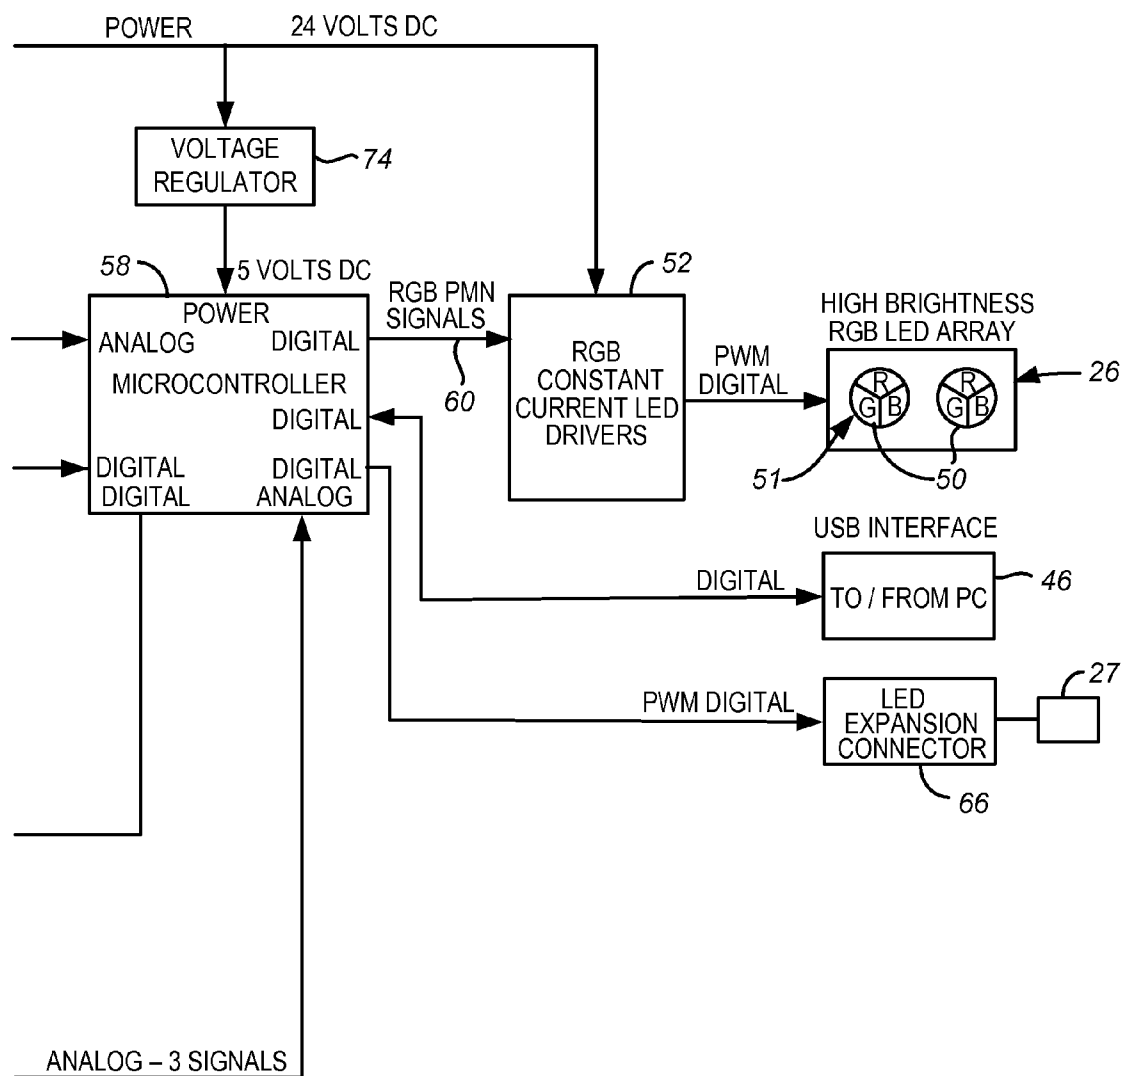 POWER
24 VOLTS DC
VOLTAGE
REGULATOR
74
58
5 VOLTS DC
52
RGB PMN
SIGNALS
HIGH BRIGHTNESS
RGB LED ARRAY
POWER
ANALOG
DIGITAL
MICROCONTROLLER
DIGITAL
DIGITAL
DIGITAL
DIGITAL
ANALOG
60
RGB
CONSTANT
CURRENT LED
DRIVERS
PWM
DIGITAL
R
G
B
R
G
B
26
51
50
USB INTERFACE
DIGITAL
TO / FROM PC
46
PWM DIGITAL
LED
EXPANSION
CONNECTOR
27
66
ANALOG – 3 SIGNALS